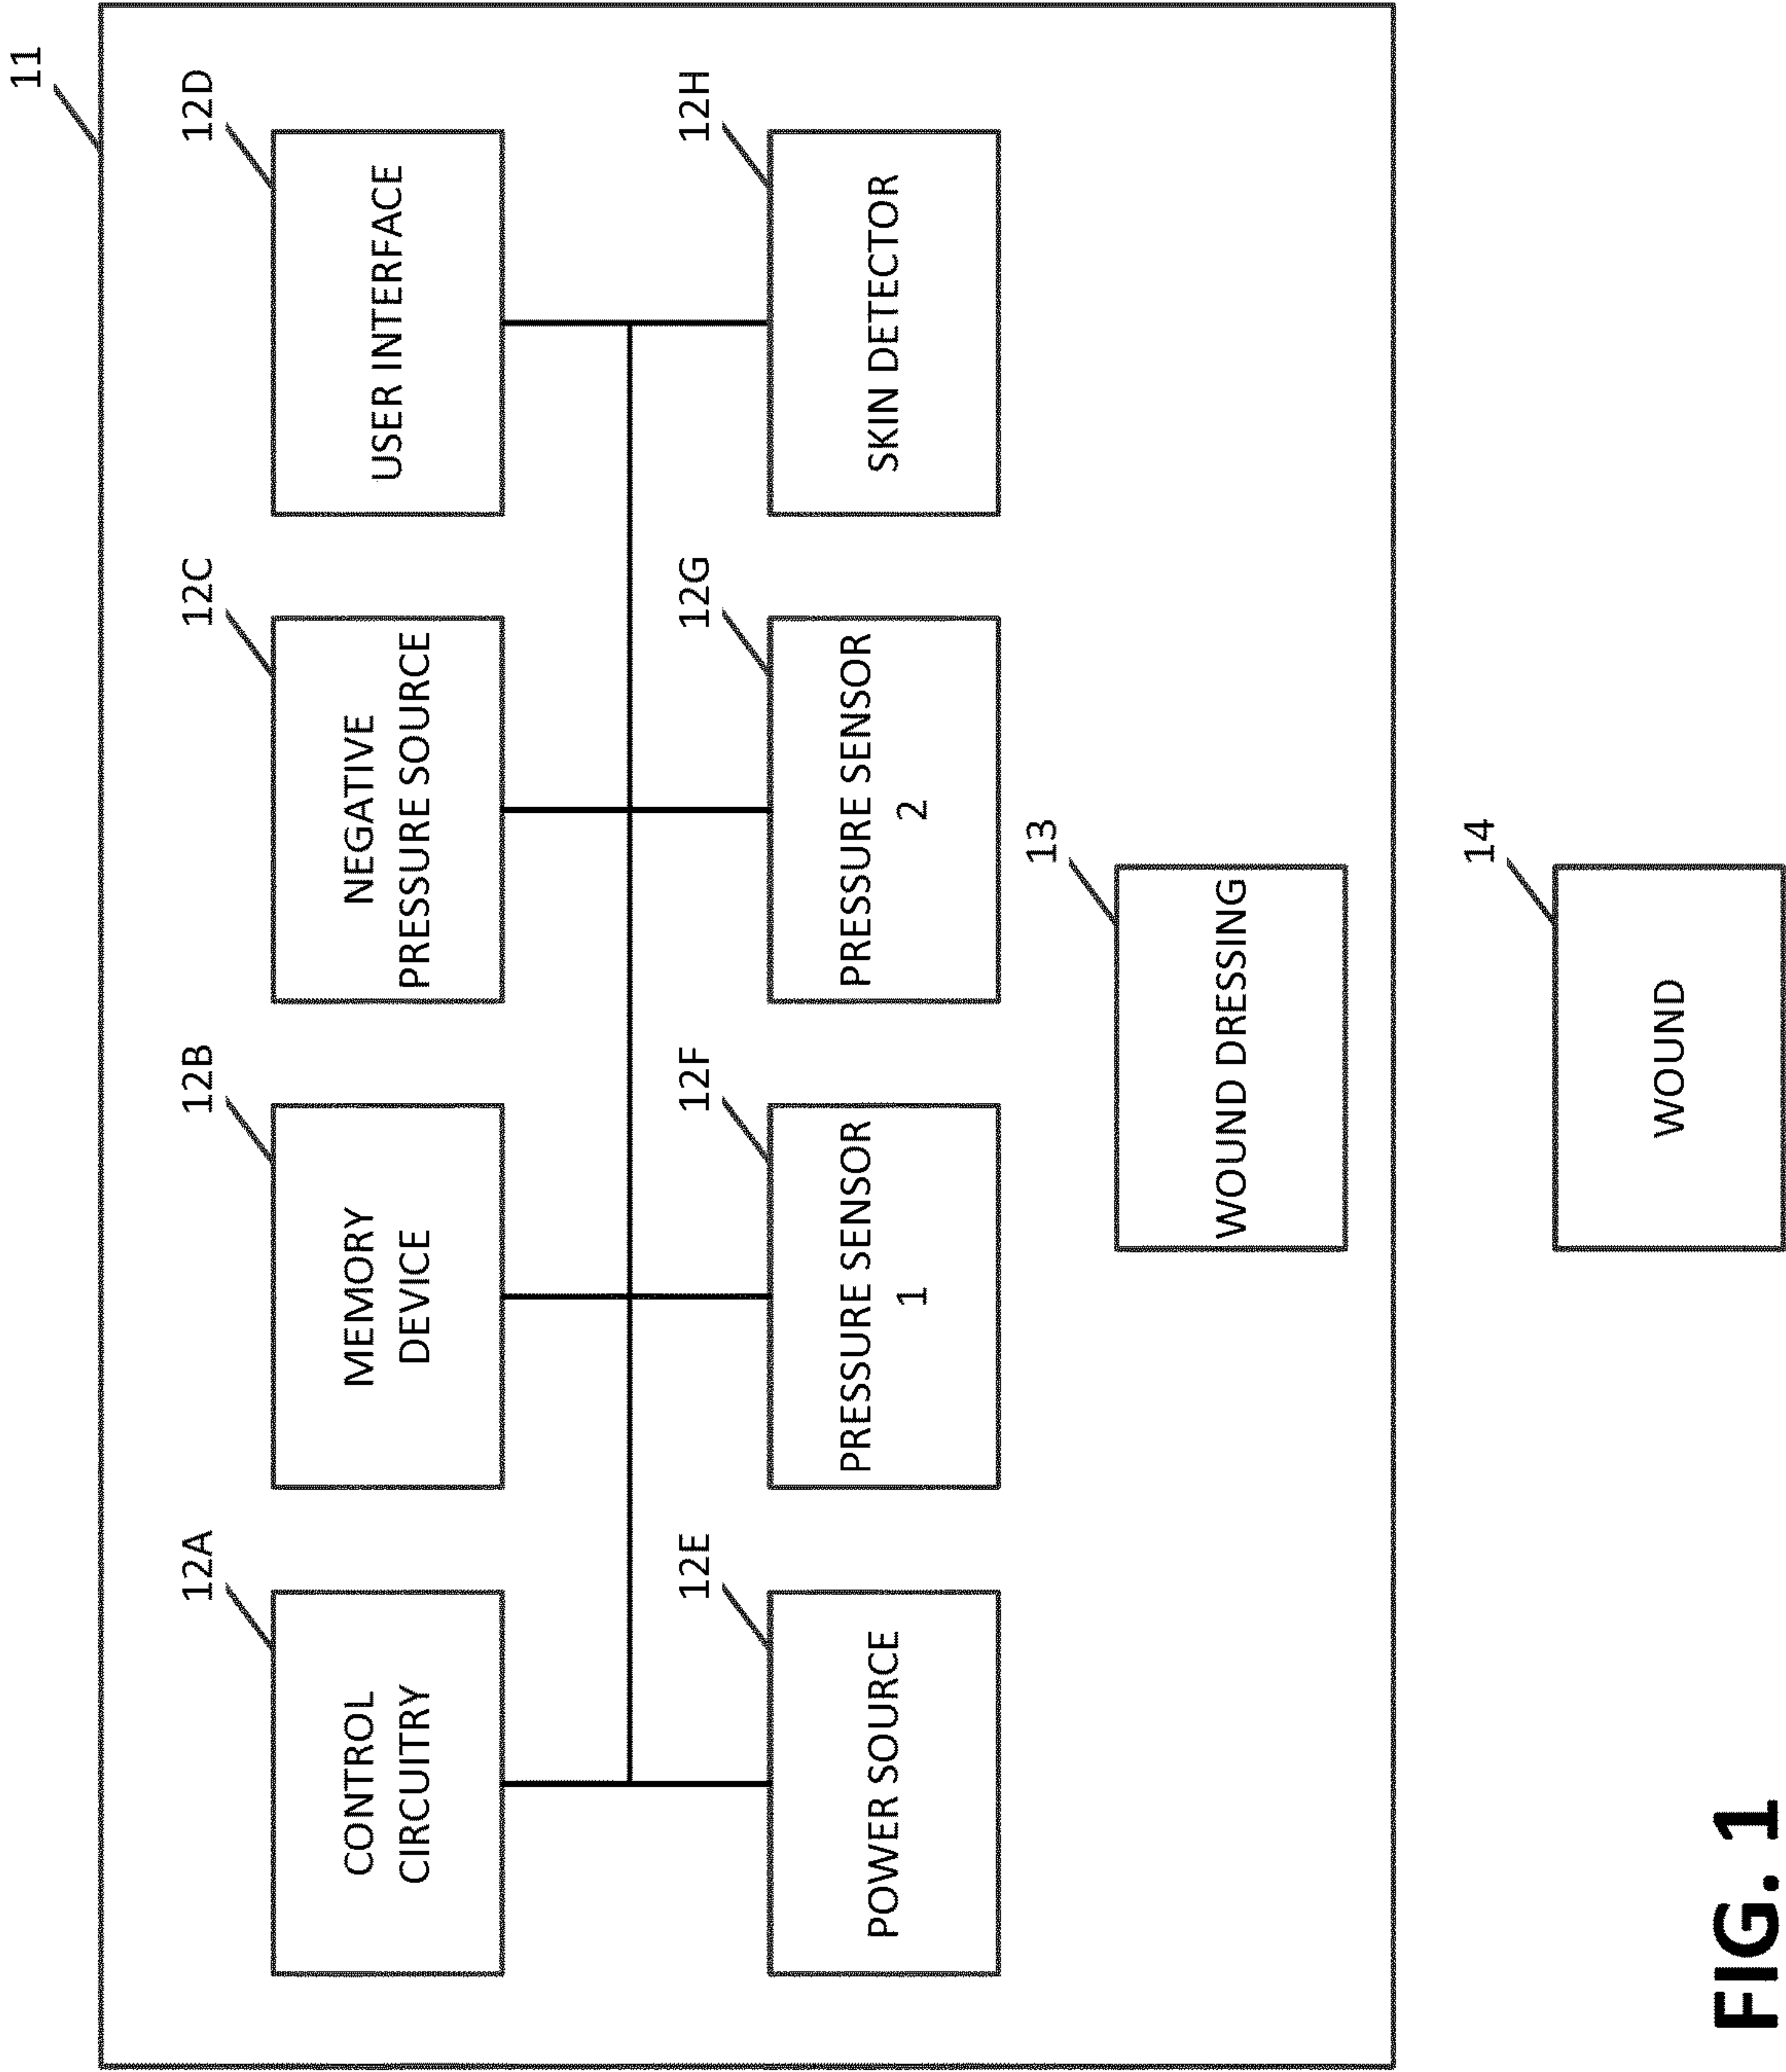 11
12A
12B
12C
12D
CONTROL
CIRCUITRY
MEMORY
DEVICE
NEGATIVE
PRESSURE SOURCE
USER INTERFACE
12E
12F
12G
12H
POWER SOURCE
PRESSURE SENSOR
1
PRESSURE SENSOR
2
SKIN DETECTOR
13
WOUND DRESSING
14
WOUND
FIG. 1